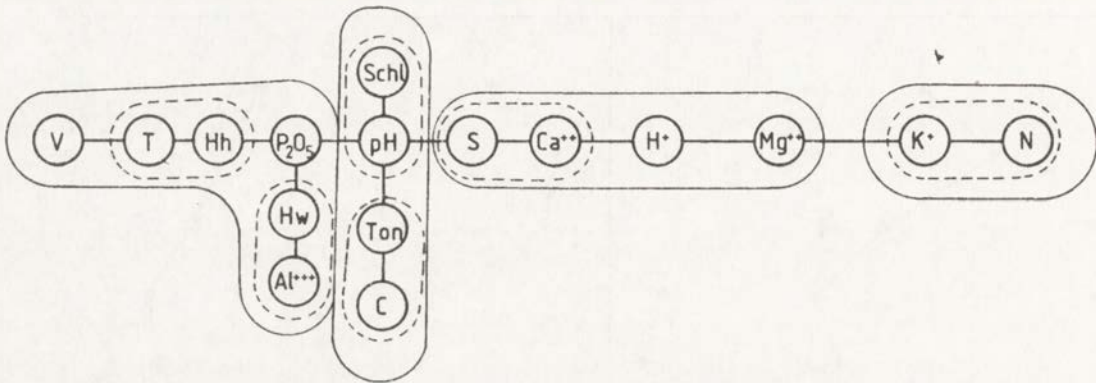 Schl
V T Hh P₂O₅ pH S Ca⁺⁺ H⁺ Mg⁺⁺ K⁺ N
Hw Ton
Al⁺⁺⁺ C